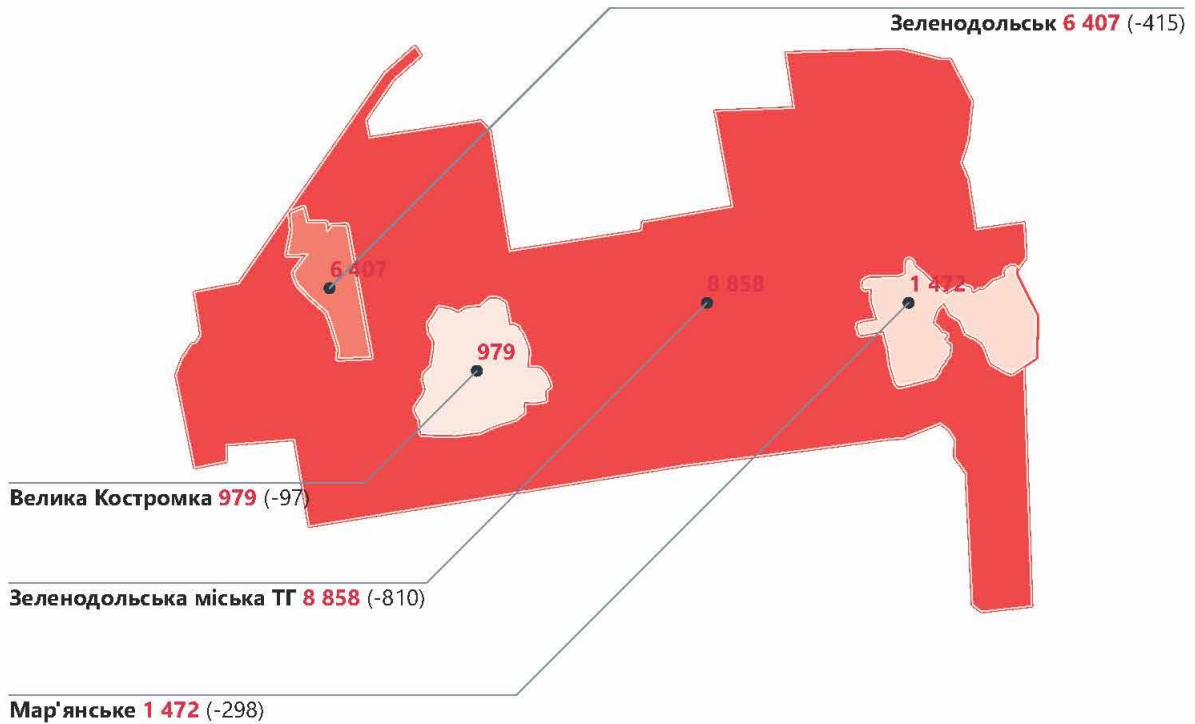 Зеленодольськ 6 407 (-415)
6 407
8 858
1 472
979
Велика Костромка 979 (-97)
Зеленодольська міська ТГ 8 858 (-810)
Мар'янське 1 472 (-298)